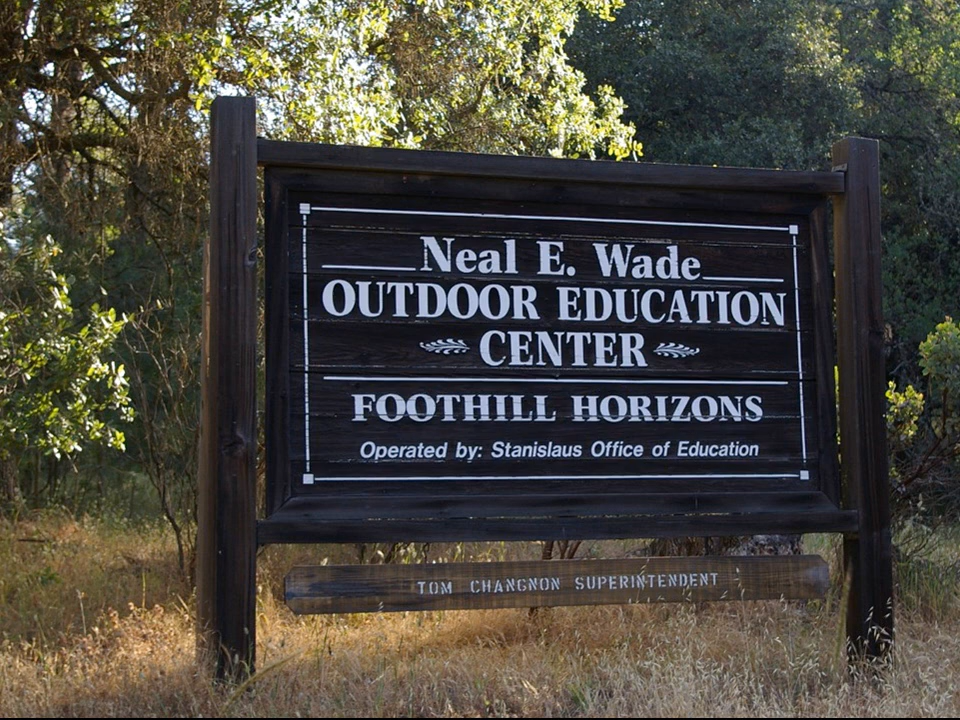 Neal E. Wade
OUTDOOR EDUCATION
CENTER
FOOTHILL HORIZONS
Operated by: Stanislaus Office of Education
TOM CHANGNON SUPERINTENDENT